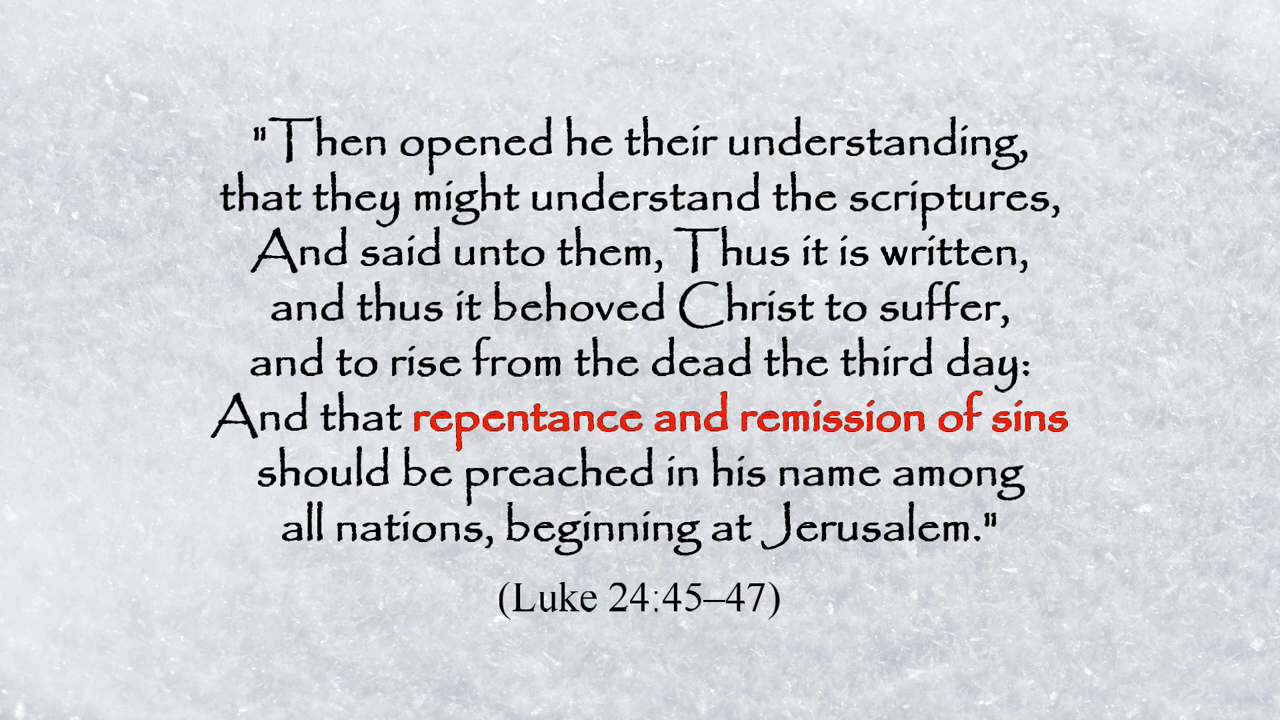 "Then opened he their understanding,
that they might understand the scriptures,
And said unto them, Thus it is written,
and thus it behoved Christ to suffer,
and to rise from the dead the third day:
And that repentance and remission of sins
should be preached in his name among
all nations, beginning at Jerusalem."
(Luke 24:45–47)